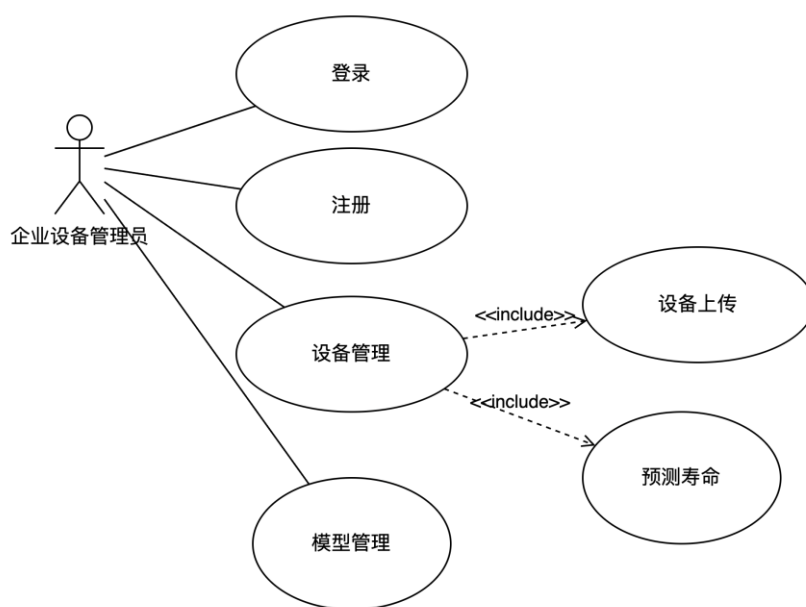 登录
注册
企业设备管理员
设备管理
<<include>>
设备上传
<<include>>
预测寿命
模型管理